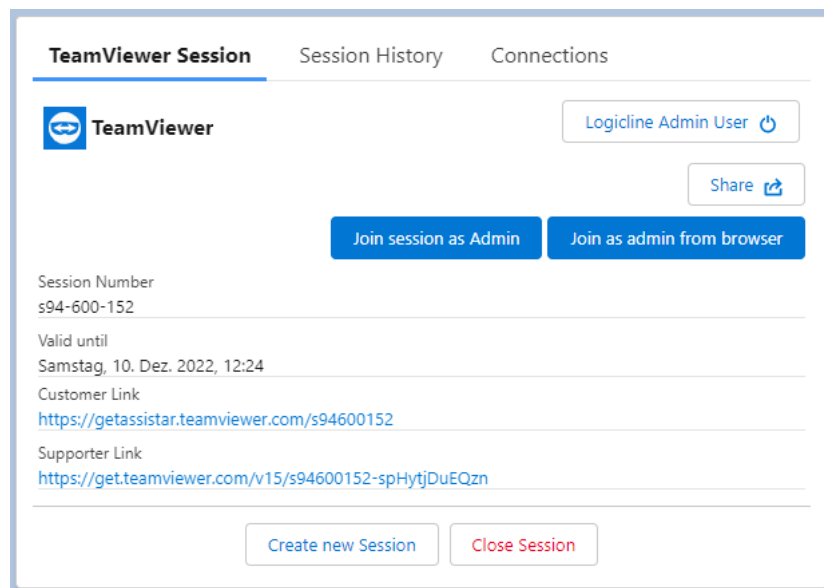 TeamViewer Session Session History Connections
TeamViewer
Logicline Admin User
Share
Join session as Admin Join as admin from browser
Session Number
s94-600-152
Valid until
Samstag, 10. Dez. 2022, 12:24
Customer Link
https://getassistar.teamviewer.com/s94600152
Supporter Link
https://get.teamviewer.com/v15/s94600152-spHytjDuEQzn
Create new Session Close Session